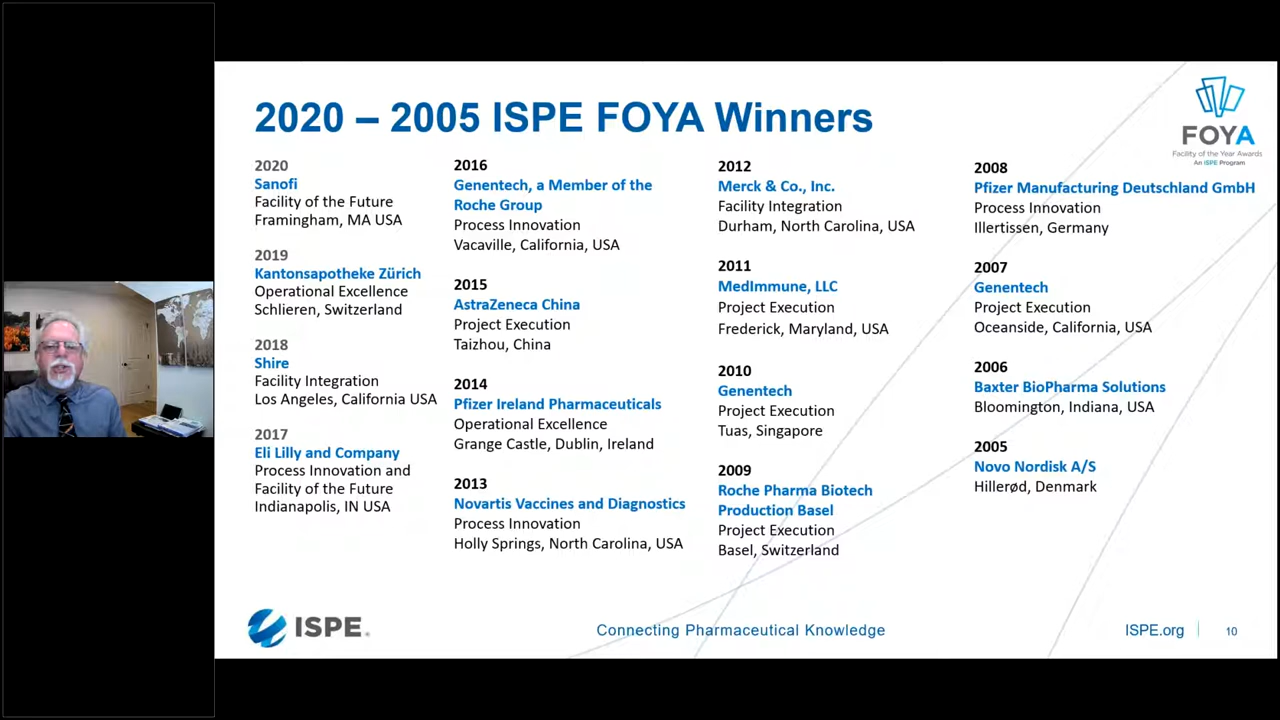 2020 – 2005 ISPE FOYA Winners
FOYA
Facility of the Year Awards
An ISPE Program
2020
Sanofi
Facility of the Future
Framingham, MA USA
2019
Kantonsapotheke Zürich
Operational Excellence
Schlieren, Switzerland
2018
Shire
Facility Integration
Los Angeles, California USA
2017
Eli Lilly and Company
Process Innovation and
Facility of the Future
Indianapolis, IN USA
2016
Genentech, a Member of the
Roche Group
Process Innovation
Vacaville, California, USA
2015
AstraZeneca China
Project Execution
Taizhou, China
2014
Pfizer Ireland Pharmaceuticals
Operational Excellence
Grange Castle, Dublin, Ireland
2013
Novartis Vaccines and Diagnostics
Process Innovation
Holly Springs, North Carolina, USA
2012
Merck & Co., Inc.
Facility Integration
Durham, North Carolina, USA
2011
MedImmune, LLC
Project Execution
Frederick, Maryland, USA
2010
Genentech
Project Execution
Tuas, Singapore
2009
Roche Pharma Biotech
Production Basel
Project Execution
Basel, Switzerland
2008
Pfizer Manufacturing Deutschland GmbH
Process Innovation
Illertissen, Germany
2007
Genentech
Project Execution
Oceanside, California, USA
2006
Baxter BioPharma Solutions
Bloomington, Indiana, USA
2005
Novo Nordisk A/S
Hillerød, Denmark
ISPE®
Connecting Pharmaceutical Knowledge
ISPE.org
10